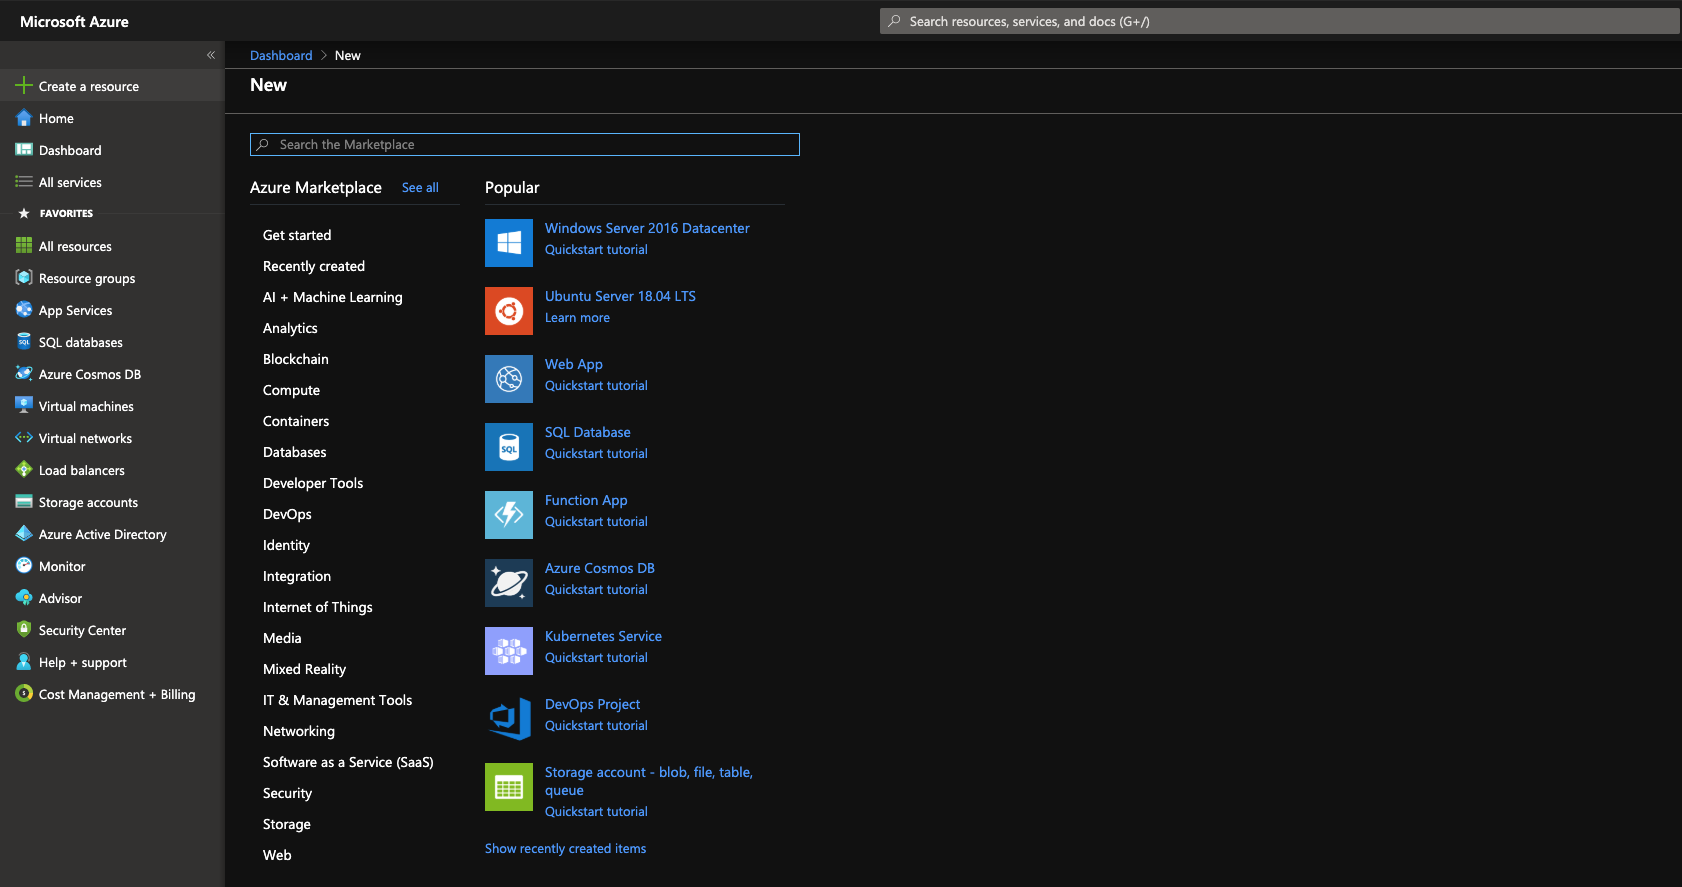 Microsoft Azure
Search resources, services, and docs (G+/)
«
Create a resource
Home
Dashboard
All services
FAVORITES
All resources
Resource groups
App Services
SQL databases
Azure Cosmos DB
Virtual machines
Virtual networks
Load balancers
Storage accounts
Azure Active Directory
Monitor
Advisor
Security Center
Help + support
Cost Management + Billing
Dashboard > New
New
Search the Marketplace
Azure Marketplace See all
Get started
Recently created
AI + Machine Learning
Analytics
Blockchain
Compute
Containers
Databases
Developer Tools
DevOps
Identity
Integration
Internet of Things
Media
Mixed Reality
IT & Management Tools
Networking
Software as a Service (SaaS)
Security
Storage
Web
Popular
Windows Server 2016 Datacenter
Quickstart tutorial
Ubuntu Server 18.04 LTS
Learn more
Web App
Quickstart tutorial
SQL
SQL Database
Quickstart tutorial
Function App
Quickstart tutorial
Azure Cosmos DB
Quickstart tutorial
Kubernetes Service
Quickstart tutorial
DevOps Project
Quickstart tutorial
Storage account - blob, file, table,
queue
Quickstart tutorial
Show recently created items